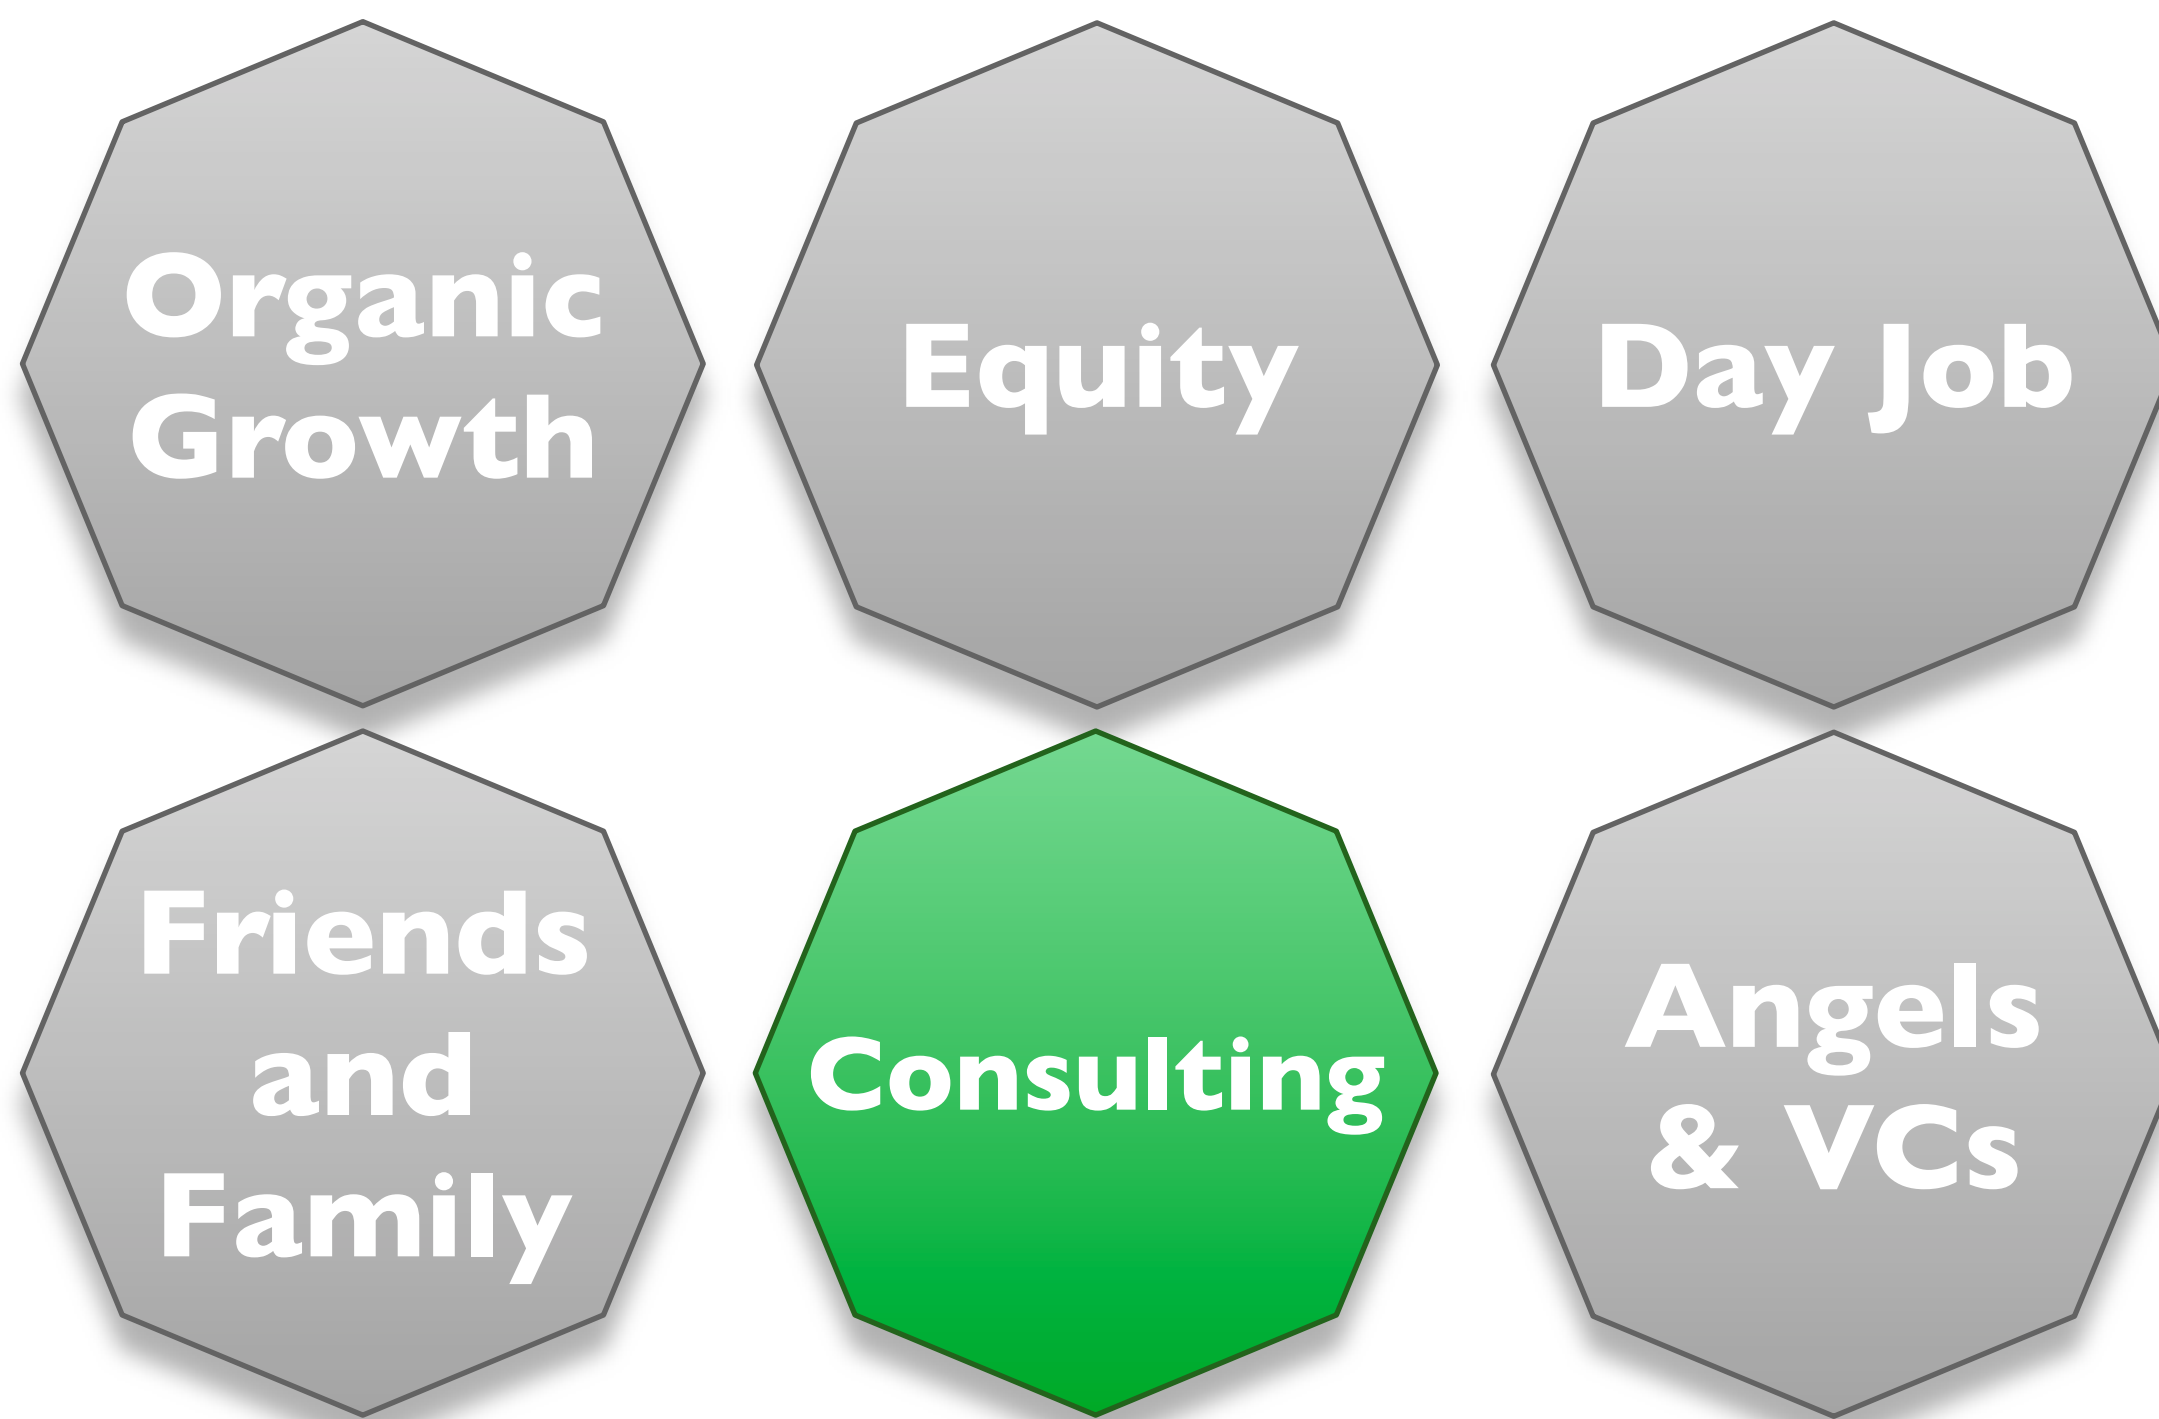 Organic
Growth
Equity
Day Job
Friends
and
Family
Consulting
Angels
& VCs